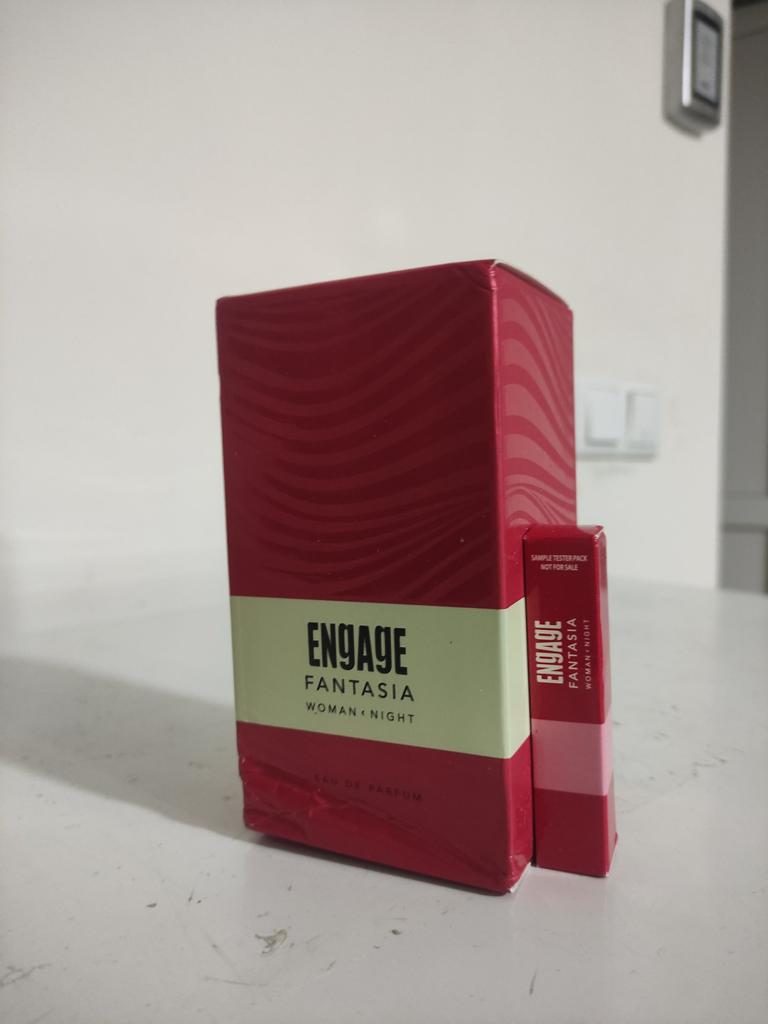 ENgAgE
FANTASIA
WOMAN‹NIGHT
EAU DE PARFUM
SAMPLE TESTER PACK
NOT FOR SALE
ENgAgE
FANTASIA
WOMAN‹NIGHT